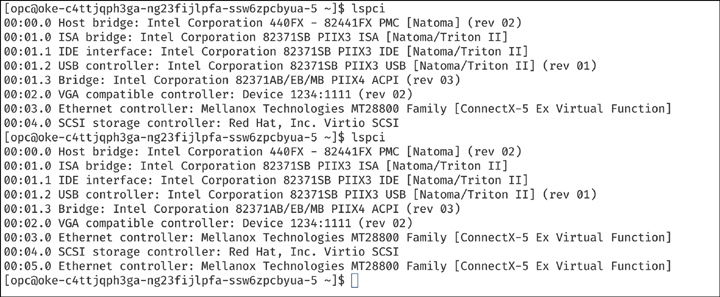 [opc@oke-c4ttjqph3ga-ng23fijlpfa-ssw6zpcbyua-5 ~]$ lspci
00:00.0 Host bridge: Intel Corporation 440FX - 82441FX PMC [Natoma] (rev 02)
00:01.0 ISA bridge: Intel Corporation 82371SB PIIX3 ISA [Natoma/Triton II]
00:01.1 IDE interface: Intel Corporation 82371SB PIIX3 IDE [Natoma/Triton II]
00:01.2 USB controller: Intel Corporation 82371SB PIIX3 USB [Natoma/Triton II] (rev 01)
00:01.3 Bridge: Intel Corporation 82371AB/EB/MB PIIX4 ACPI (rev 03)
00:02.0 VGA compatible controller: Device 1234:1111 (rev 02)
00:03.0 Ethernet controller: Mellanox Technologies MT28800 Family [ConnectX-5 Ex Virtual Function]
00:04.0 SCSI storage controller: Red Hat, Inc. Virtio SCSI
[opc@oke-c4ttjqph3ga-ng23fijlpfa-ssw6zpcbyua-5 ~]$ lspci
00:00.0 Host bridge: Intel Corporation 440FX - 82441FX PMC [Natoma] (rev 02)
00:01.0 ISA bridge: Intel Corporation 82371SB PIIX3 ISA [Natoma/Triton II]
00:01.1 IDE interface: Intel Corporation 82371SB PIIX3 IDE [Natoma/Triton II]
00:01.2 USB controller: Intel Corporation 82371SB PIIX3 USB [Natoma/Triton II] (rev 01)
00:01.3 Bridge: Intel Corporation 82371AB/EB/MB PIIX4 ACPI (rev 03)
00:02.0 VGA compatible controller: Device 1234:1111 (rev 02)
00:03.0 Ethernet controller: Mellanox Technologies MT28800 Family [ConnectX-5 Ex Virtual Function]
00:04.0 SCSI storage controller: Red Hat, Inc. Virtio SCSI
00:05.0 Ethernet controller: Mellanox Technologies MT28800 Family [ConnectX-5 Ex Virtual Function]
[opc@oke-c4ttjqph3ga-ng23fijlpfa-ssw6zpcbyua-5 ~]$